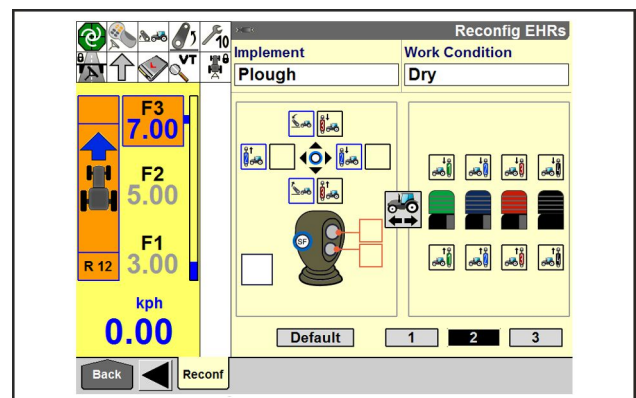 Reconfig EHRs
10
VT
A
Implement
Work Condition
Plough
Dry
F3
7.00
F2
5.00
F1
3.00
R 12
kph
0.00
SF
Default
1
2
3
Back
Reconf